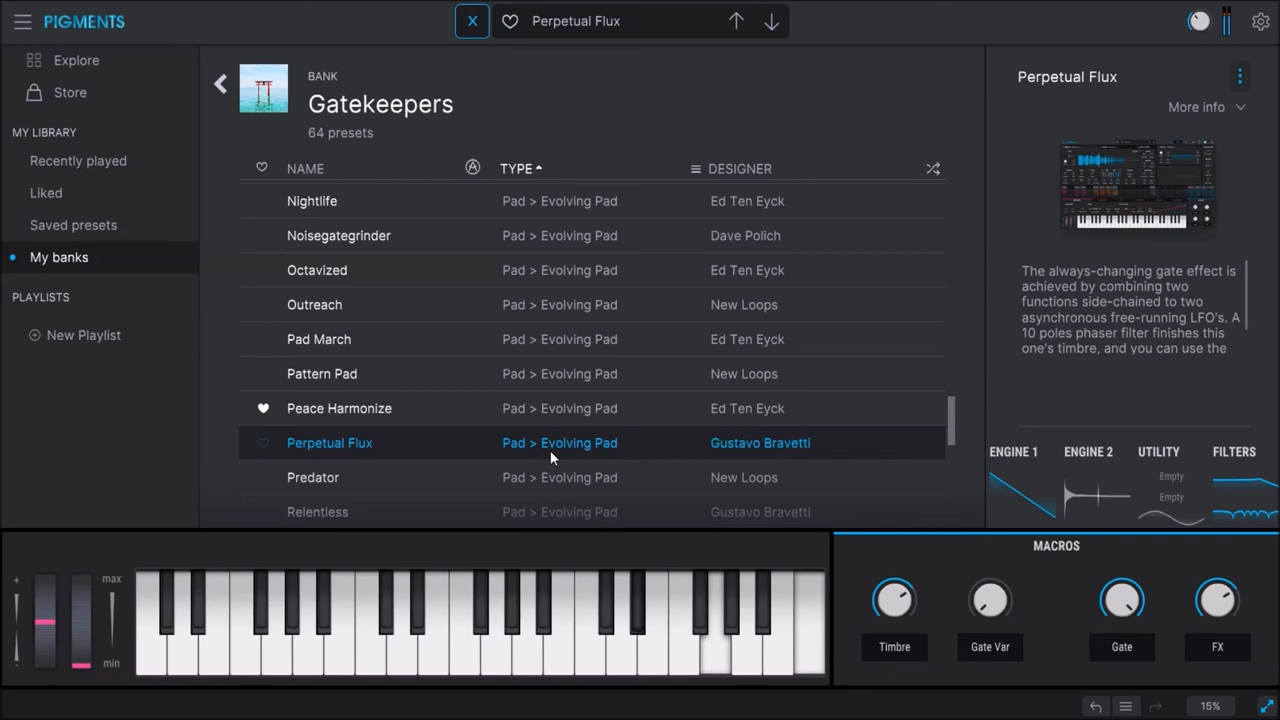 PIGMENTS
X
Perpetual Flux
Explore
Store
MY LIBRARY
Recently played
Liked
Saved presets
My banks
PLAYLISTS
New Playlist
BANK
Gatekeepers
64 presets
NAME TYPE DESIGNER
Nightlife Pad > Evolving Pad Ed Ten Eyck
Noisegategrinder Pad > Evolving Pad Dave Polich
Octavized Pad > Evolving Pad Ed Ten Eyck
Outreach Pad > Evolving Pad New Loops
Pad March Pad > Evolving Pad Ed Ten Eyck
Pattern Pad Pad > Evolving Pad New Loops
Peace Harmonize Pad > Evolving Pad Ed Ten Eyck
Perpetual Flux Pad > Evolving Pad Gustavo Bravetti
Predator Pad > Evolving Pad New Loops
Relentless Pad > Evolving Pad Gustavo Bravetti
Perpetual Flux
More info
The always-changing gate effect is
achieved by combining two
functions side-chained to two
asynchronous free-running LFO's. A
10 poles phaser filter finishes this
one's timbre, and you can use the
ENGINE 1 ENGINE 2 UTILITY FILTERS
Empty
Empty
+
-
max
min
MACROS
Timbre Gate Var Gate FX
15%